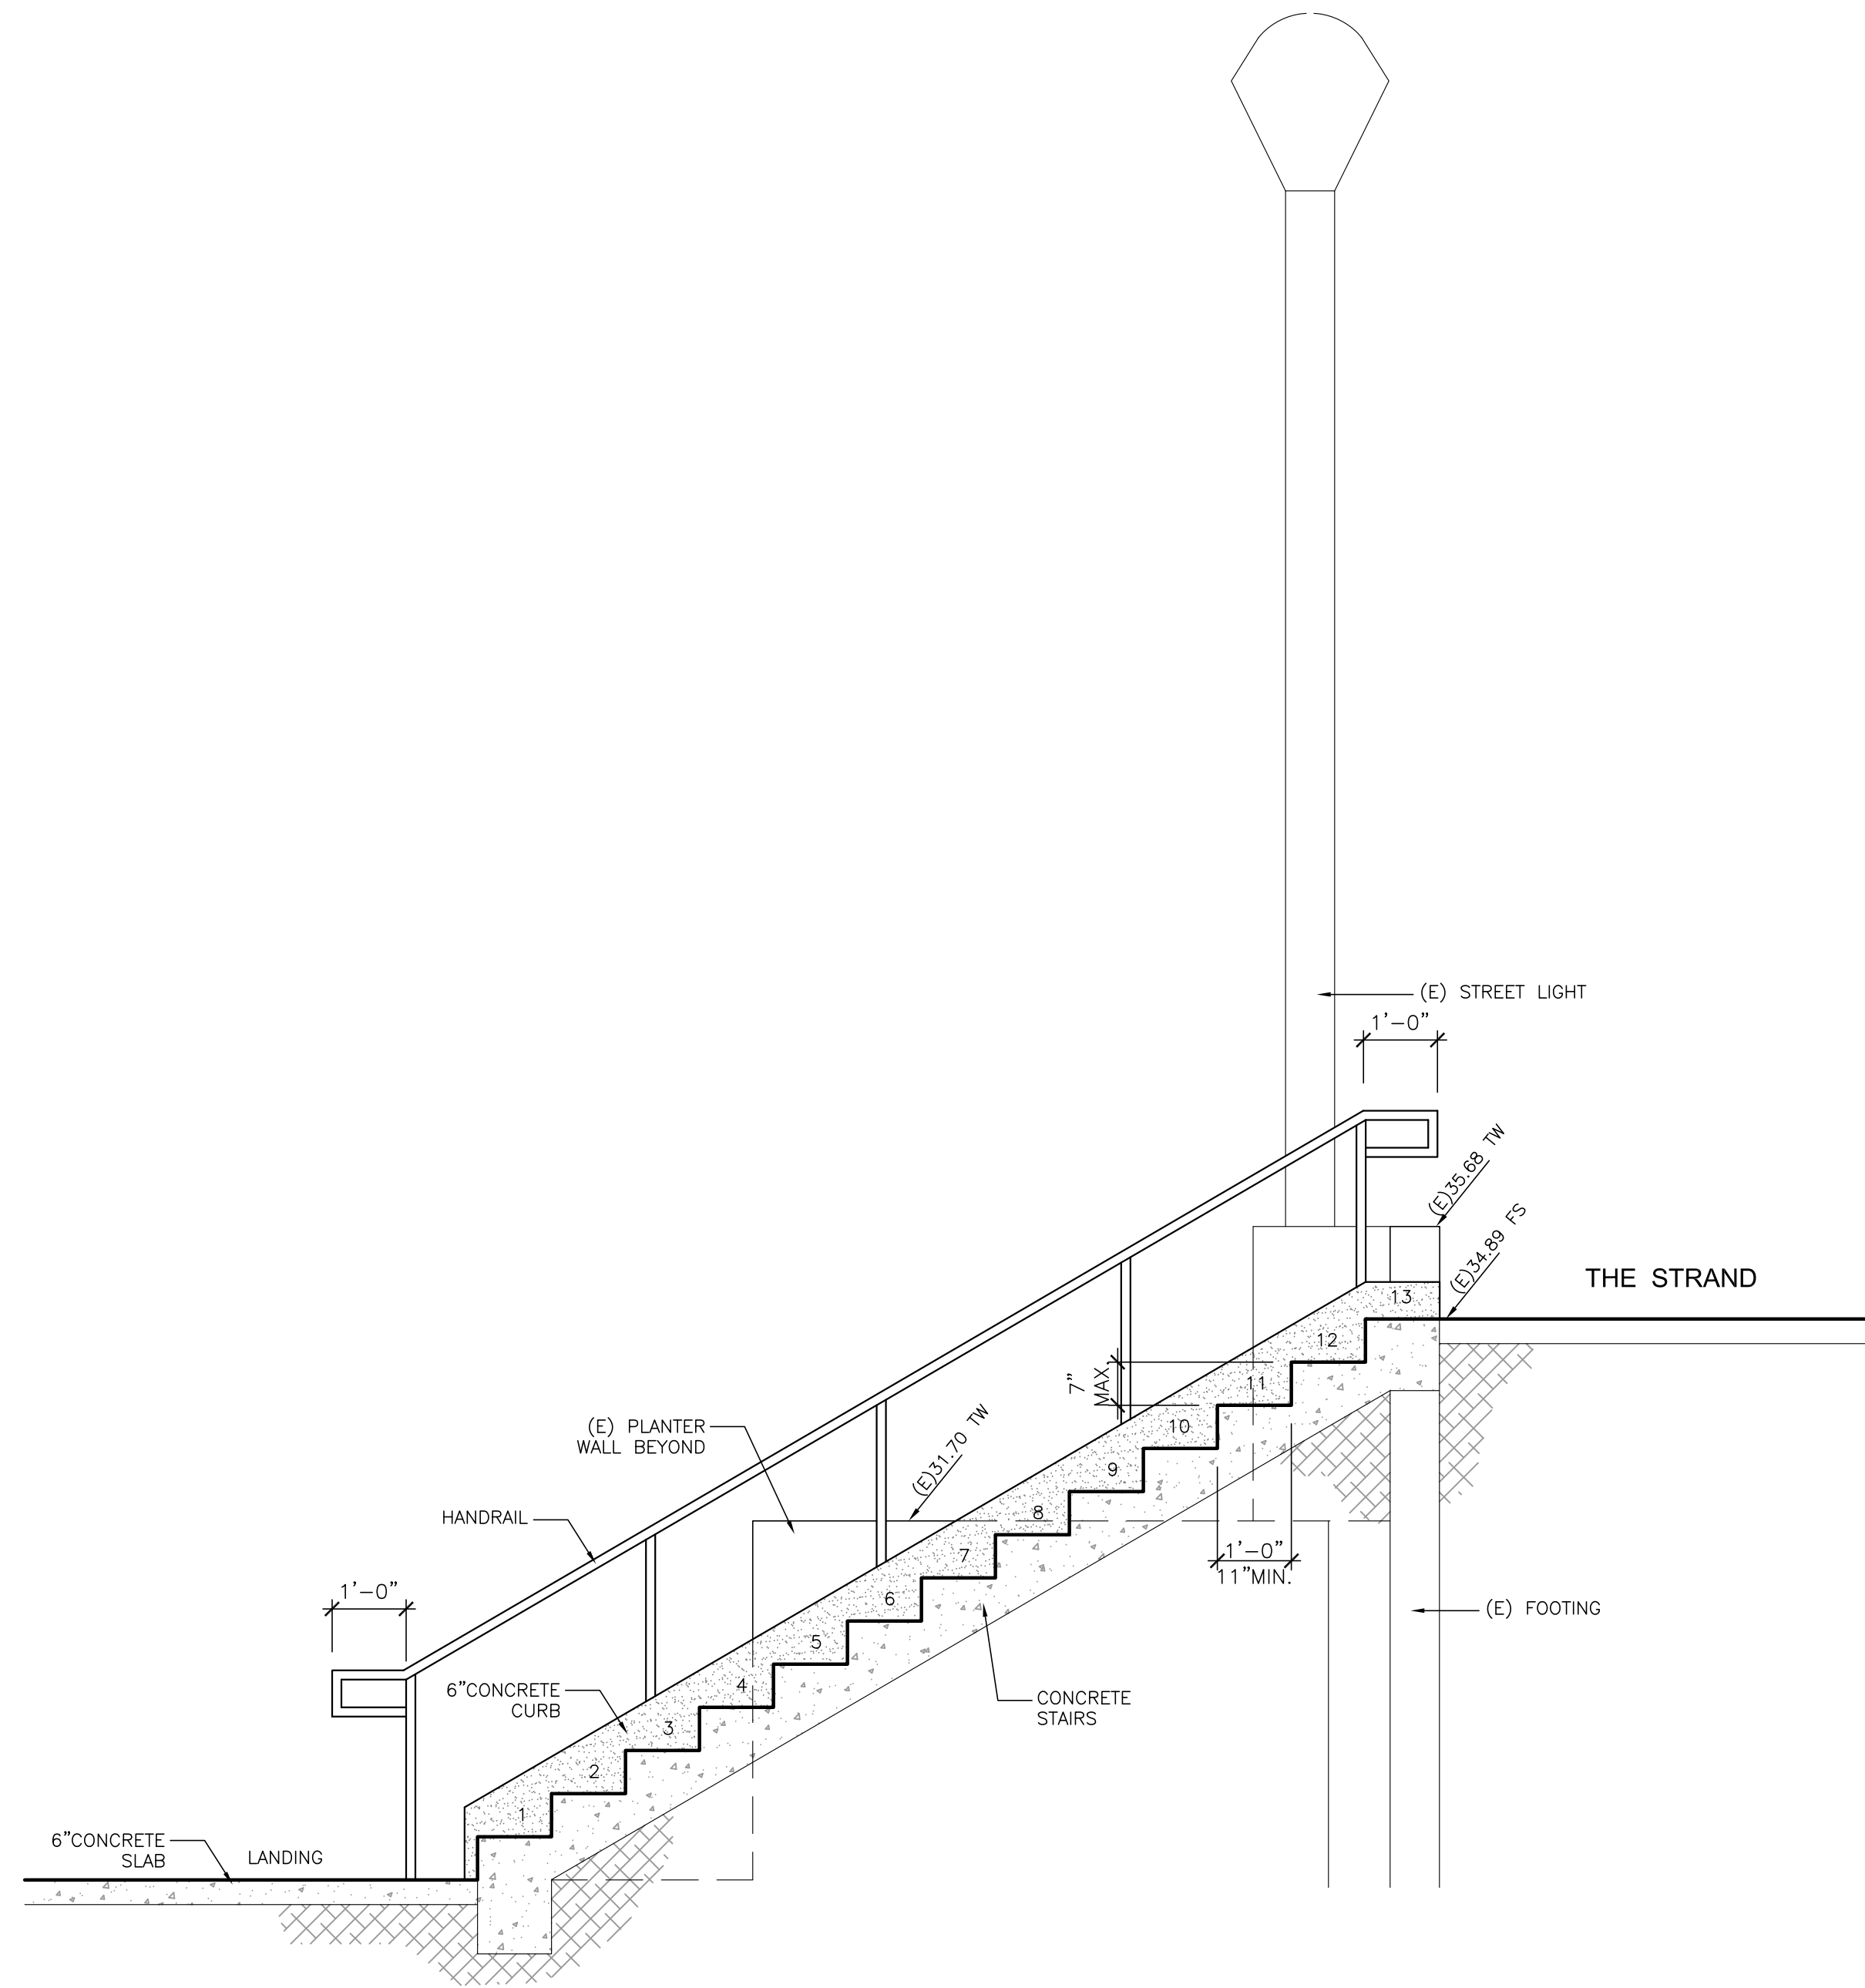 (E) STREET LIGHT
1'-0"
(E)35.68 TW
(E)34.89 FS
THE STRAND
13
12
7"
MAX.
11
(E) PLANTER
WALL BEYOND
(E)31.70 TW
10
9
HANDRAIL
8
1'-0"
11"MIN.
7
1'-0"
6
(E) FOOTING
5
6"CONCRETE
CURB
4
CONCRETE
STAIRS
3
2
1
6"CONCRETE
SLAB
LANDING